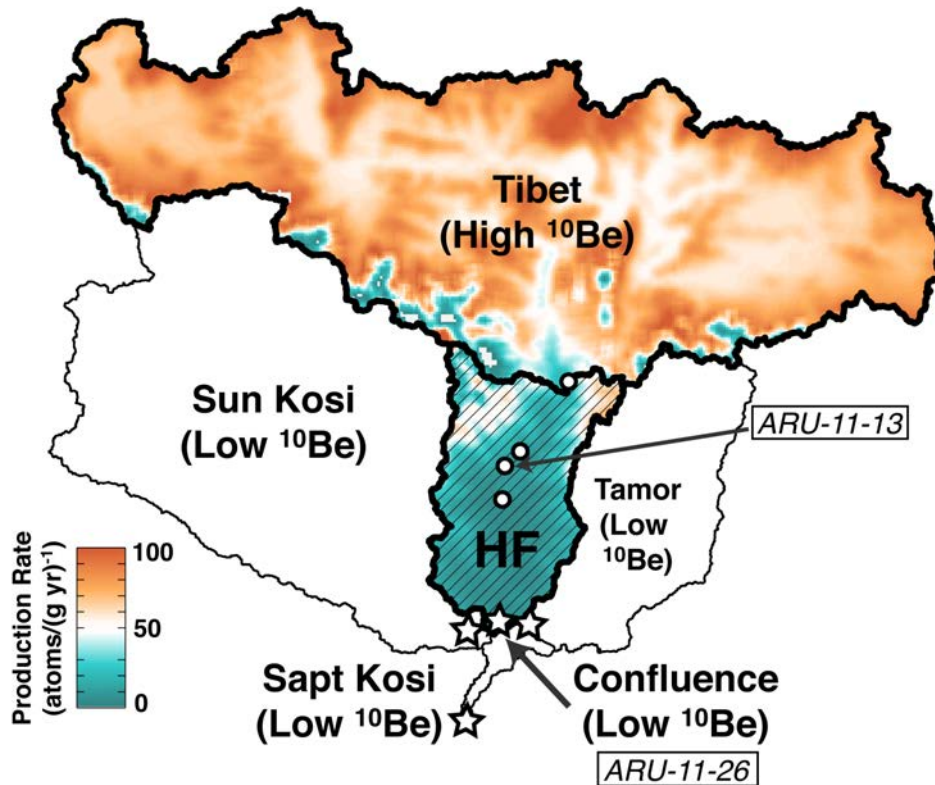 Tibet
(High ¹⁰Be)
Sun Kosi
(Low ¹⁰Be)
ARU-11-13
Tamor
(Low
¹⁰Be)
HF
Production Rate
(atoms/(g yr)⁻¹
100
50
0
Sapt Kosi
(Low ¹⁰Be)
Confluence
(Low ¹⁰Be)
ARU-11-26